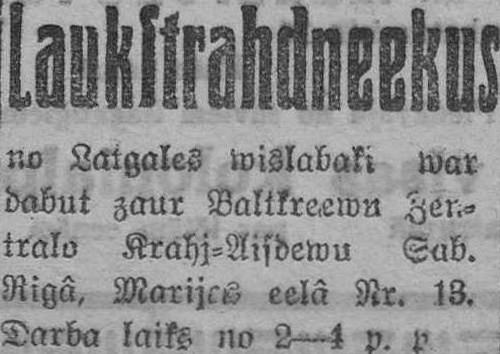 Laukstrahdneekus
no Latgales wislabaki war
dabut zaur Baltkreewu Zen-
tralo Krahj-Aisdewu Sab.
Rigâ, Marijes eelâ Nr. 13.
Darba laiks no 2—4 p. p.